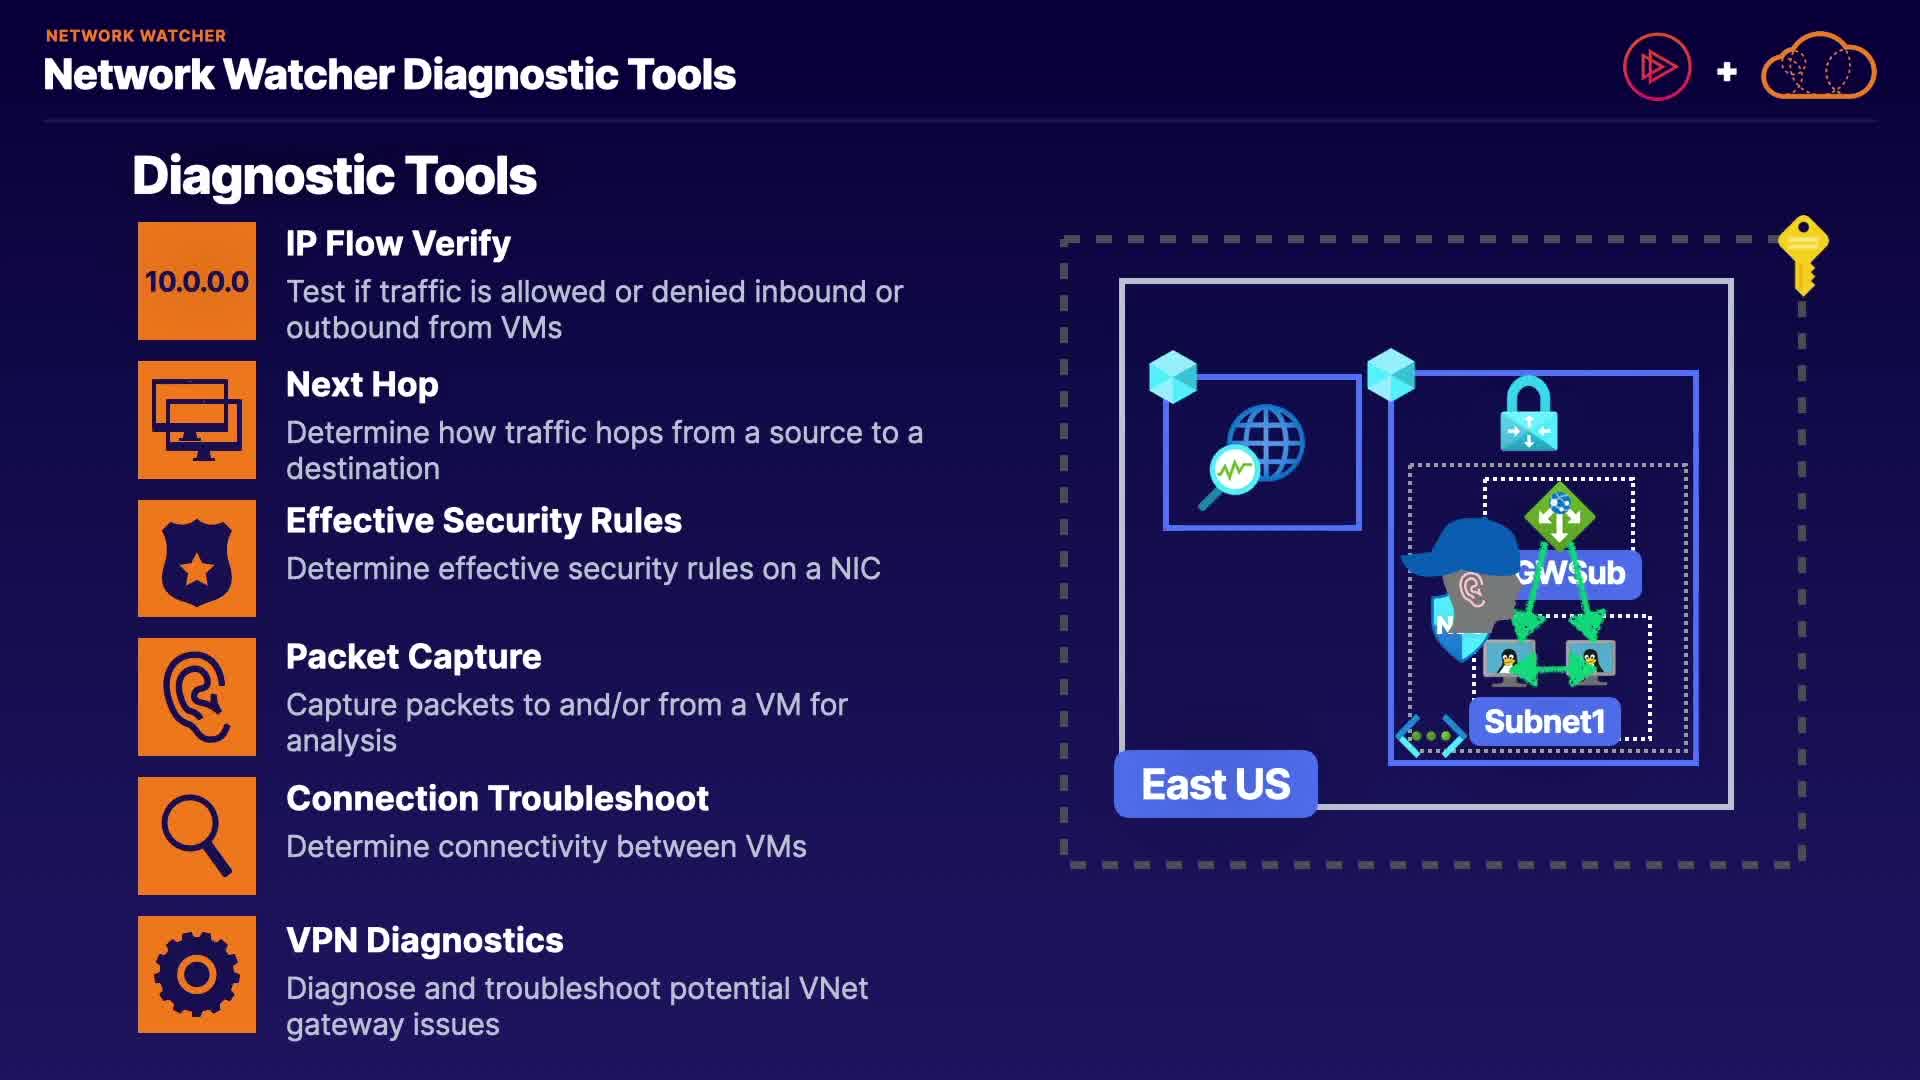 NETWORK WATCHER
Network Watcher Diagnostic Tools
Diagnostic Tools
10.0.0.0
IP Flow Verify
Test if traffic is allowed or denied inbound or
outbound from VMs
Next Hop
Determine how traffic hops from a source to a
destination
Effective Security Rules
Determine effective security rules on a NIC
Packet Capture
Capture packets to and/or from a VM for
analysis
Connection Troubleshoot
Determine connectivity between VMs
VPN Diagnostics
Diagnose and troubleshoot potential VNet
gateway issues
GWSub
N
Subnet1
East US